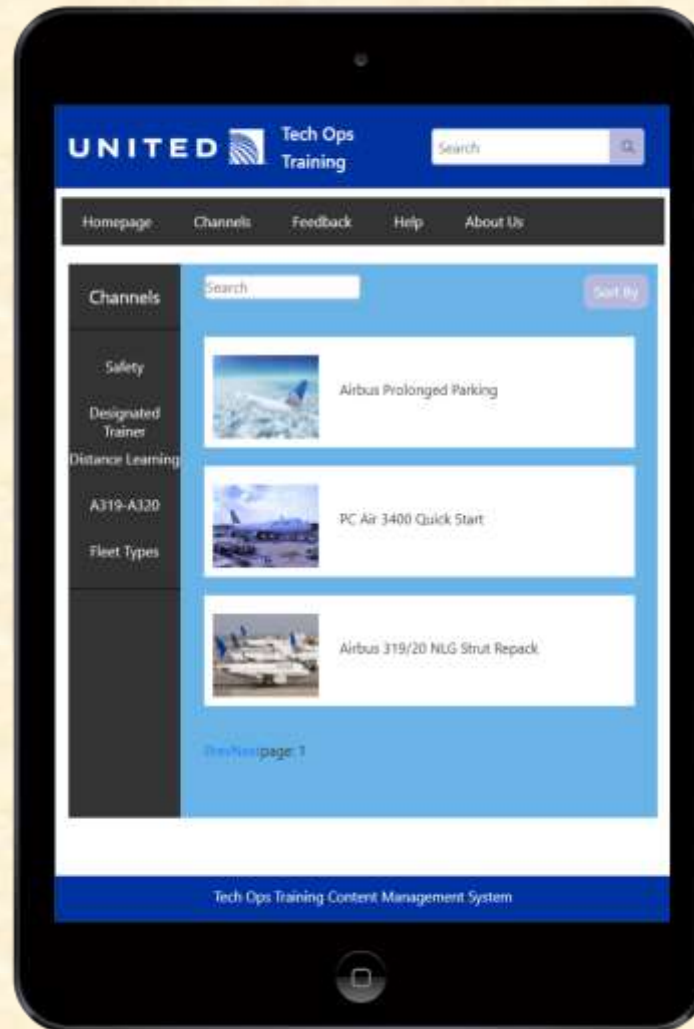 UNITED
Tech Ops
Training
Search
Homepage Channels Feedback Help About Us
Channels
Search
Sort By
Safety
Designated
Trainer
Distance Learning
A319-A320
Fleet Types
Airbus Prolonged Parking
PC Air 3400 Quick Start
Airbus 319/20 NLG Strut Repack
PrevNextpage: 1
Tech Ops Training Content Management System